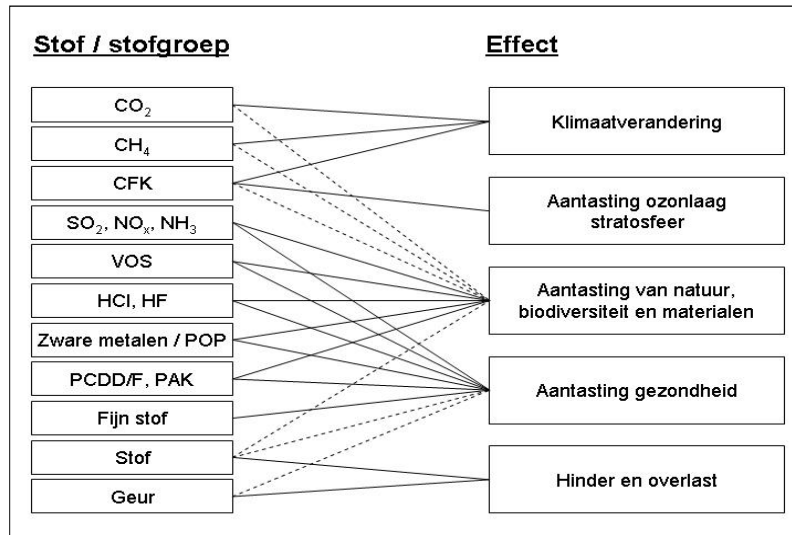 Stof / stofgroep
Effect
CO₂
CH₄
CFK
SO₂, NOₓ, NH₃
VOS
HCl, HF
Zware metalen / POP
PCDD/F, PAK
Fijn stof
Stof
Geur
Klimaatverandering
Aantasting ozonlaag
stratosfeer
Aantasting van natuur,
biodiversiteit en materialen
Aantasting gezondheid
Hinder en overlast